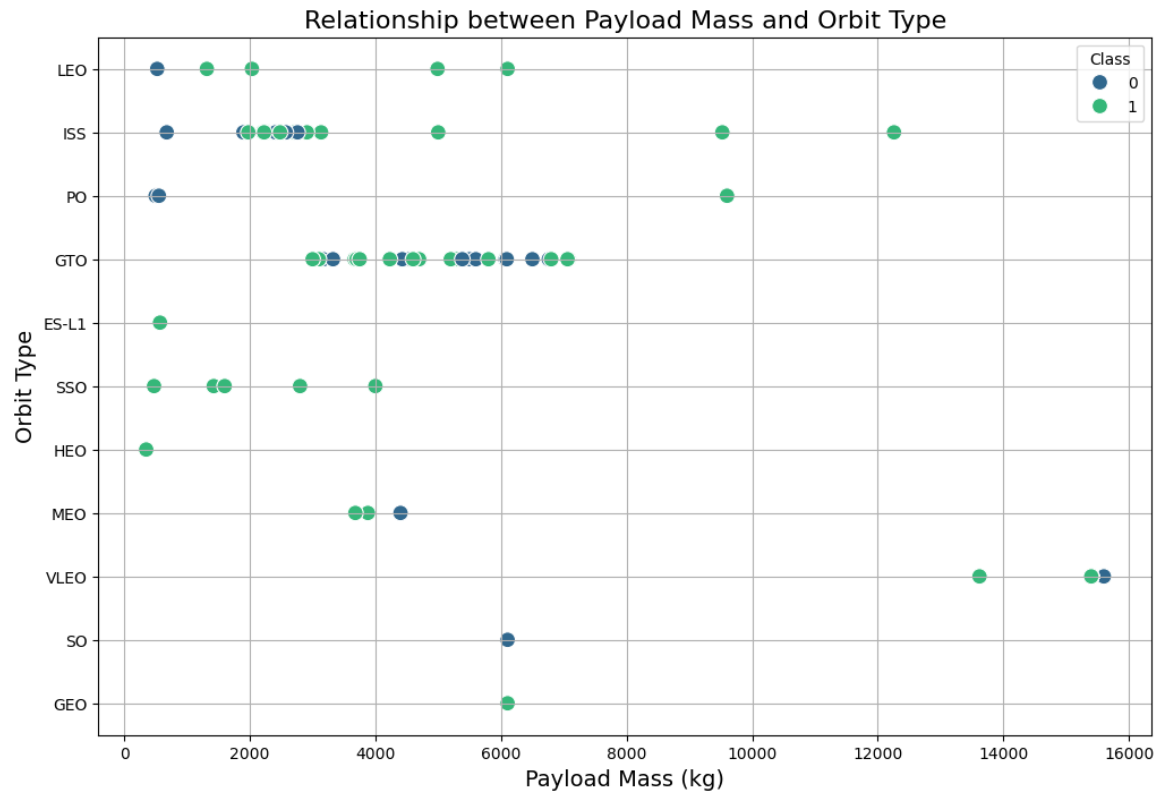 Relationship between Payload Mass and Orbit Type
Class
0
1
Orbit Type
LEO
ISS
PO
GTO
ES-L1
SSO
HEO
MEO
VLEO
SO
GEO
0 2000 4000 6000 8000 10000 12000 14000 16000
Payload Mass (kg)